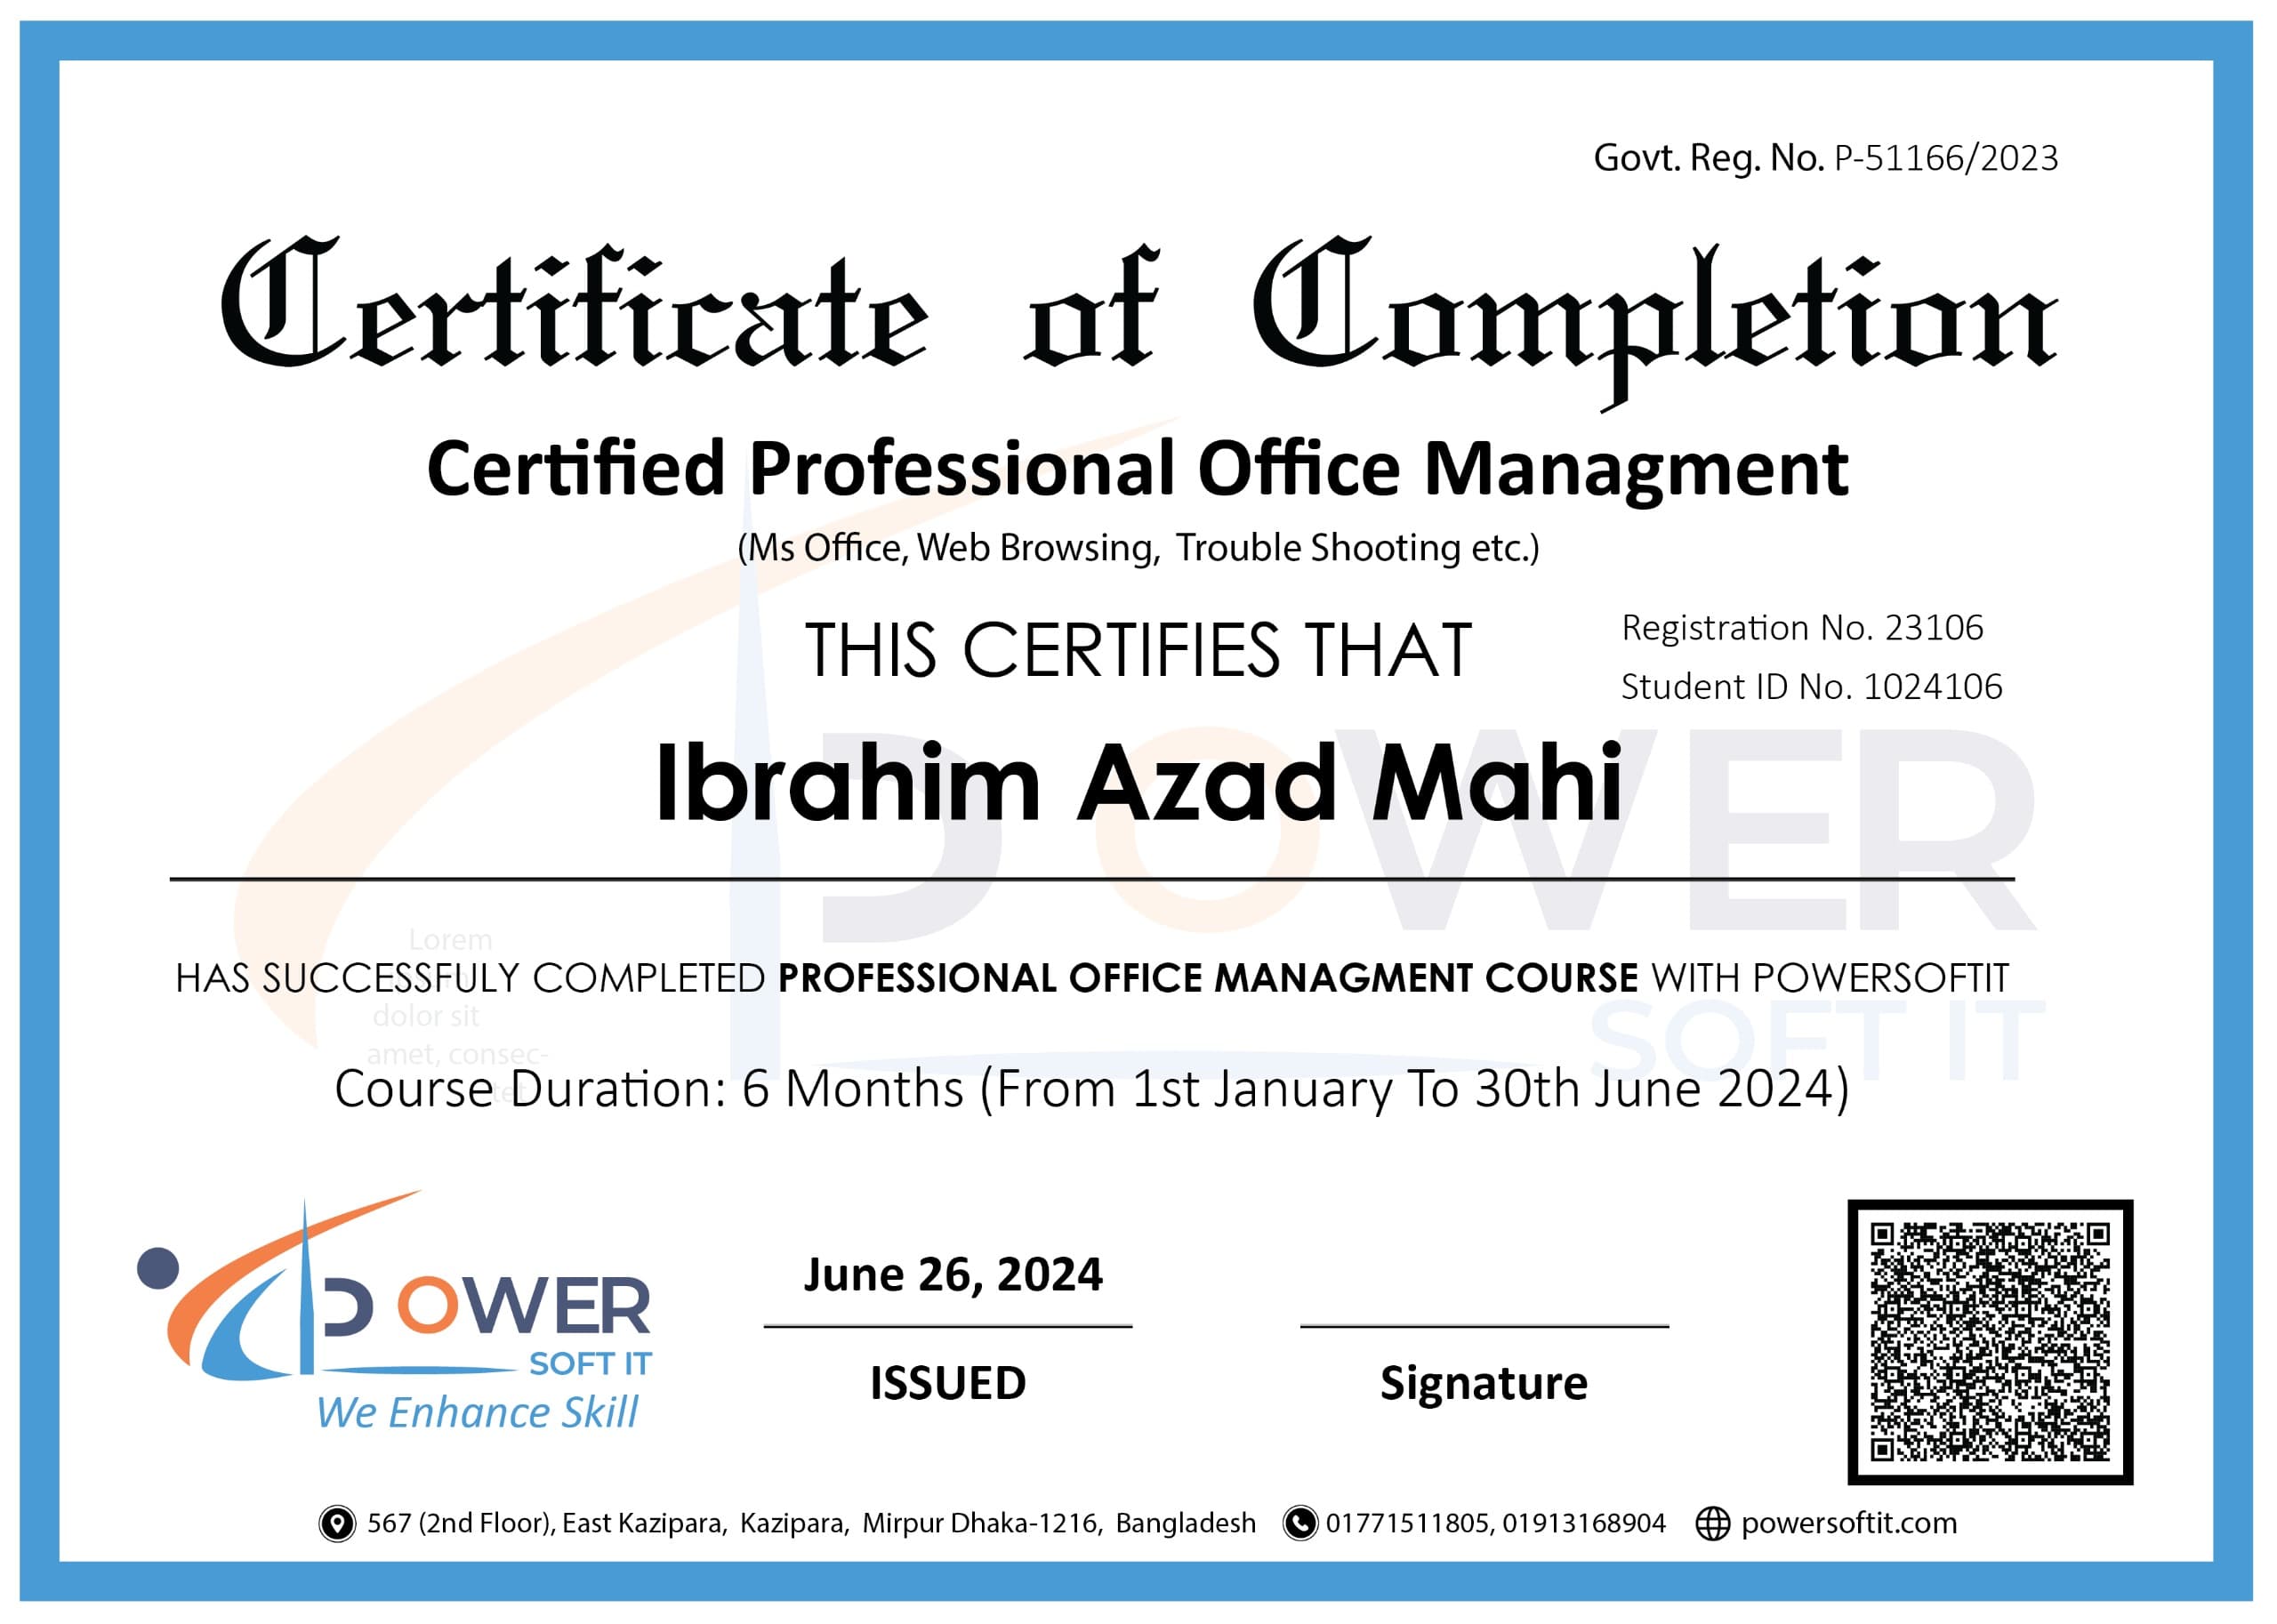 Govt. Reg. No. P-51166/2023
Certificate of Completion
Certified Professional Office Managment
(Ms Office, Web Browsing, Trouble Shooting etc.)
THIS CERTIFIES THAT
Registration No. 23106
Student ID No. 1024106
Ibrahim Azad Mahi
POWER
SOFT IT
Lorem
dolor sit
amet, consec-
HAS SUCCESSFULY COMPLETED PROFESSIONAL OFFICE MANAGMENT COURSE WITH POWERSOFTIT
Course Duration: 6 Months (From 1st January To 30th June 2024)
POWER
SOFT IT
We Enhance Skill
June 26, 2024
ISSUED
Signature
567 (2nd Floor), East Kazipara, Kazipara, Mirpur Dhaka-1216, Bangladesh 01771511805, 01913168904 powersoftit.com